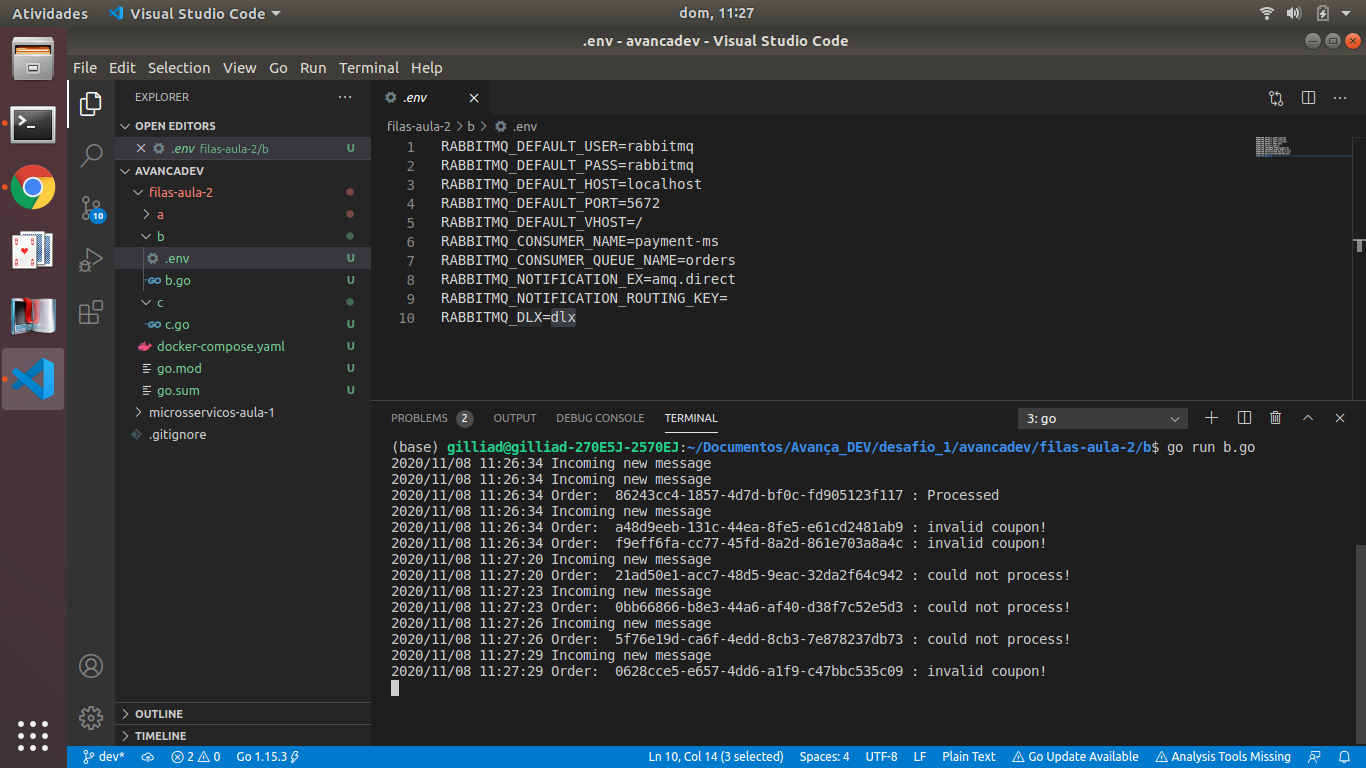 Atividades Visual Studio Code dom, 11:27
.env - avancadev - Visual Studio Code
File Edit Selection View Go Run Terminal Help
EXPLORER ···
OPEN EDITORS
.env filas-aula-2/b U
AVANCADEV
filas-aula-2
a
b
.env U
b.go U
c
c.go U
docker-compose.yaml U
go.mod U
go.sum U
microsservicos-aula-1
.gitignore
OUTLINE
TIMELINE
10
.env
filas-aula-2 > b > .env
1 RABBITMQ_DEFAULT_USER=rabbitmq
2 RABBITMQ_DEFAULT_PASS=rabbitmq
3 RABBITMQ_DEFAULT_HOST=localhost
4 RABBITMQ_DEFAULT_PORT=5672
5 RABBITMQ_DEFAULT_VHOST=/
6 RABBITMQ_CONSUMER_NAME=payment-ms
7 RABBITMQ_CONSUMER_QUEUE_NAME=orders
8 RABBITMQ_NOTIFICATION_EX=amq.direct
9 RABBITMQ_NOTIFICATION_ROUTING_KEY=
10 RABBITMQ_DLX=dlx
PROBLEMS 2 OUTPUT DEBUG CONSOLE TERMINAL 3: go
(base) gilliad@gilliad-270E5J-2570EJ:~/Documentos/Avança_DEV/desafio_1/avancadev/filas-aula-2/b$ go run b.go
2020/11/08 11:26:34 Incoming new message
2020/11/08 11:26:34 Incoming new message
2020/11/08 11:26:34 Order:  86243cc4-1857-4d7d-bf0c-fd905123f117 : Processed
2020/11/08 11:26:34 Incoming new message
2020/11/08 11:26:34 Order:  a48d9eeb-131c-44ea-8fe5-e61cd2481ab9 : invalid coupon!
2020/11/08 11:26:34 Order:  f9eff6fa-cc77-45fd-8a2d-861e703a8a4c : invalid coupon!
2020/11/08 11:27:20 Incoming new message
2020/11/08 11:27:20 Order:  21ad50e1-acc7-48d5-9eac-32da2f64c942 : could not process!
2020/11/08 11:27:23 Incoming new message
2020/11/08 11:27:23 Order:  0bb66866-b8e3-44a6-af40-d38f7c52e5d3 : could not process!
2020/11/08 11:27:26 Incoming new message
2020/11/08 11:27:26 Order:  5f76e19d-ca6f-4edd-8cb3-7e878237db73 : could not process!
2020/11/08 11:27:29 Incoming new message
2020/11/08 11:27:29 Order:  0628cce5-e657-4dd6-a1f9-c47bbc535c09 : invalid coupon!
dev* 2 0 Go 1.15.3 Ln 10, Col 14 (3 selected) Spaces: 4 UTF-8 LF Plain Text Go Update Available Analysis Tools Missing